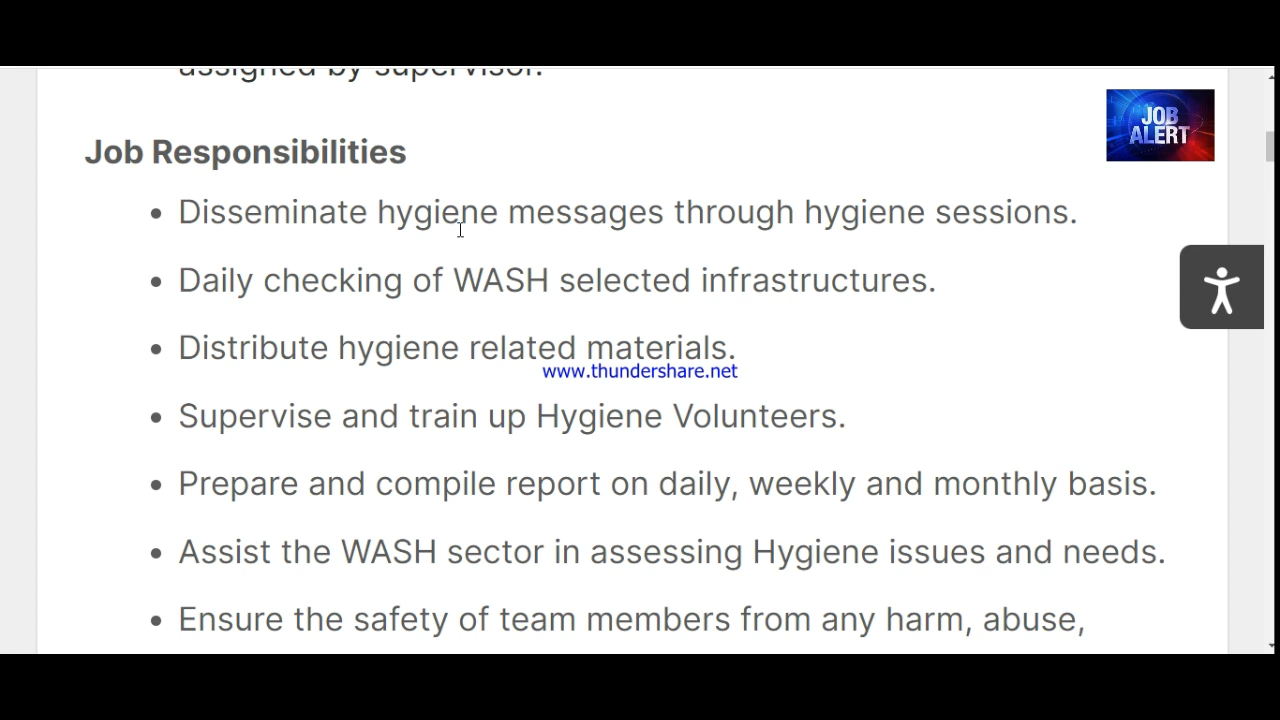 assigned by supervisor.
JOB
ALERT
Job Responsibilities
• Disseminate hygiene messages through hygiene sessions.
• Daily checking of WASH selected infrastructures.
• Distribute hygiene related materials.
www.thundershare.net
• Supervise and train up Hygiene Volunteers.
• Prepare and compile report on daily, weekly and monthly basis.
• Assist the WASH sector in assessing Hygiene issues and needs.
• Ensure the safety of team members from any harm, abuse,